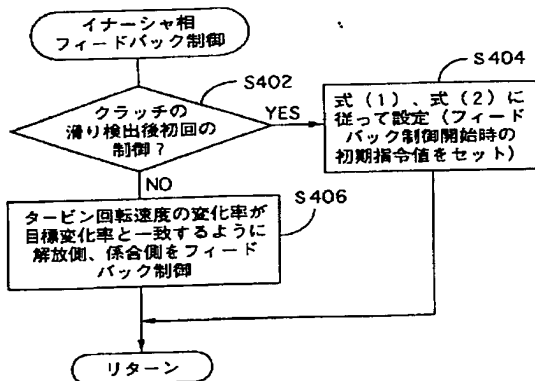 イナーシャ相
フィードバック制御
S402
クラッチの
滑り検出後初回の
制御?
YES
S404
式(1)、式(2)に
従って設定(フィード
バック制御開始時の
初期指令値をセット)
NO
S406
タービン回転速度の変化率が
目標変化率と一致するように
解放側、係合側をフィード
バック制御
リターン